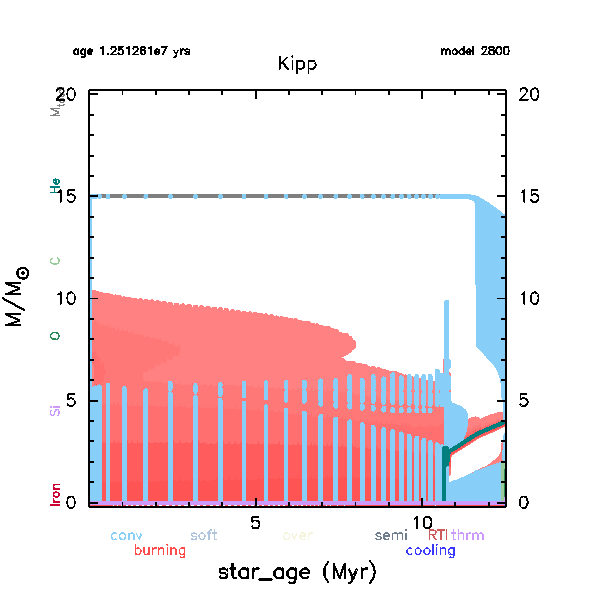 age 1.251261e7 yrs model 2800
Kipp
20 20
15 15
10 10
5 5
0 0
M/M⊙
Iron Si O C He
5 10
conv soft over semi RTI thrm
burning cooling
star_age (Myr)